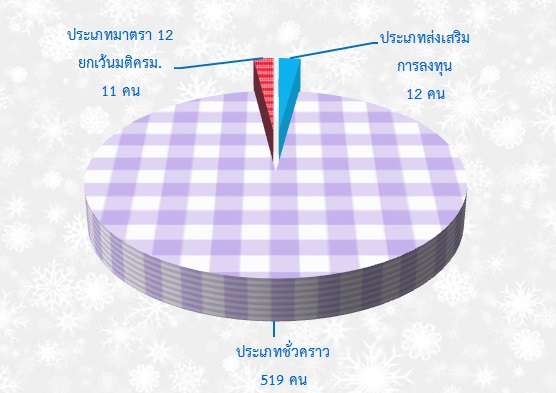 ประเภทมาตรา 12
ยกเว้นมติครม.
11 คน
ประเภทส่งเสริม
การลงทุน
12 คน
ประเภทชั่วคราว
519 คน